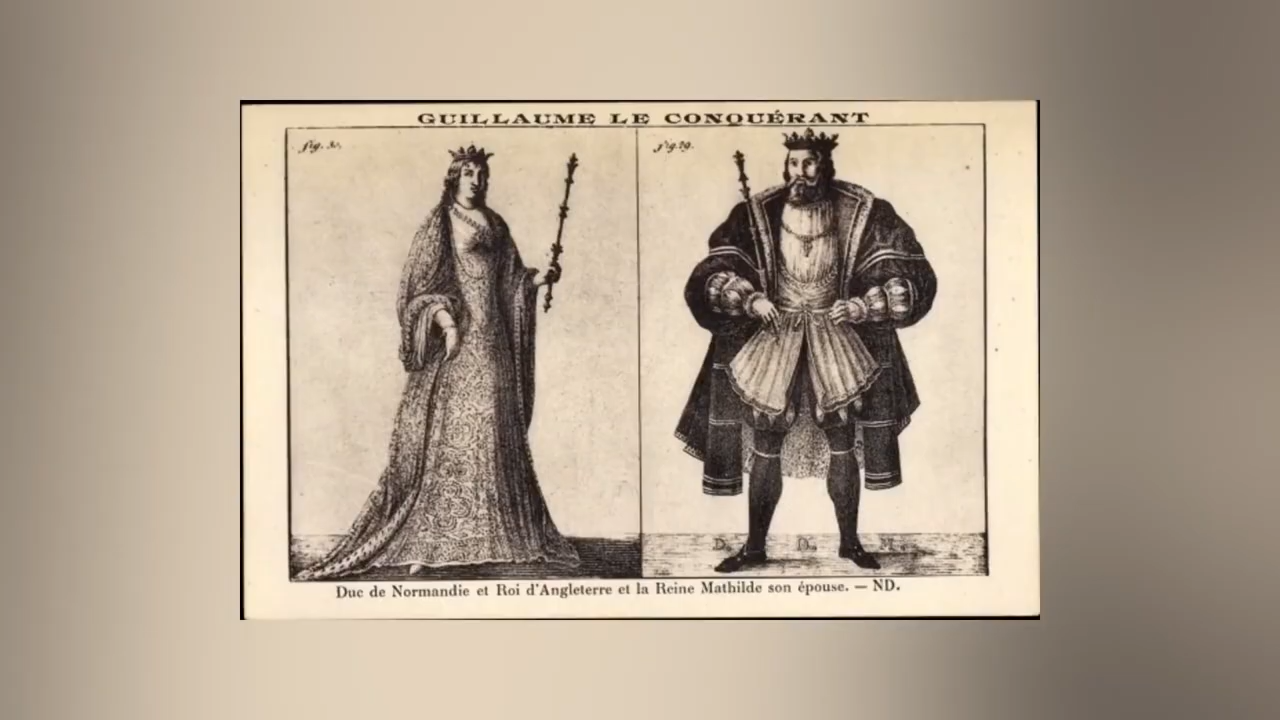 GUILLAUME LE CONQUÉRANT
fig. 30.
fig. 29.
D. D. M.
Duc de Normandie et Roi d'Angleterre et la Reine Mathilde son épouse. — ND.